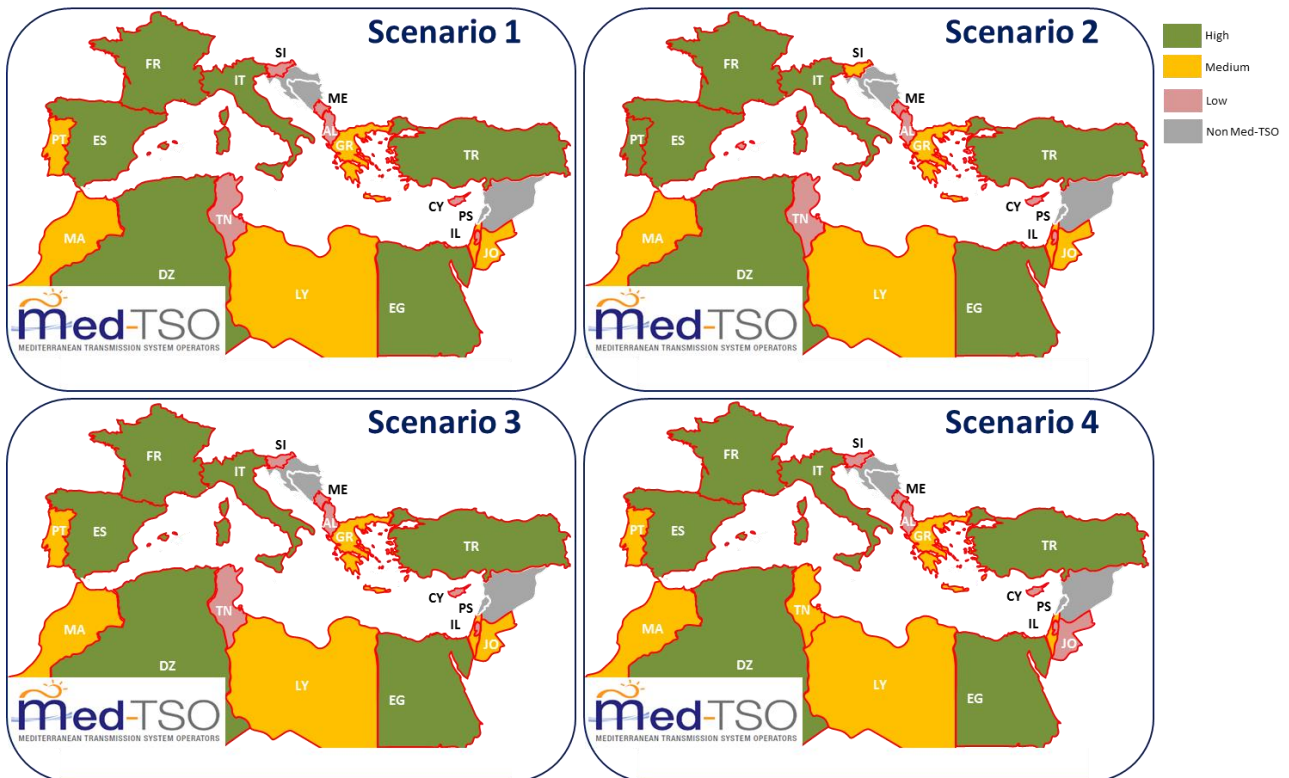 Scenario 1
SI
FR
IT
ME
AL
PT
ES
GR
TR
TN
CY
PS
IL
MA
JO
DZ
LY
EG
Med-TSO
MEDITERRANEAN TRANSMISSION SYSTEM OPERATORS
Scenario 2
SI
FR
IT
ME
AL
PT
ES
GR
TR
TN
CY
PS
IL
MA
JO
DZ
LY
EG
Med-TSO
MEDITERRANEAN TRANSMISSION SYSTEM OPERATORS
High
Medium
Low
Non Med-TSO
Scenario 3
SI
FR
IT
ME
AL
PT
ES
GR
TR
TN
CY
PS
IL
MA
JO
DZ
LY
EG
Med-TSO
MEDITERRANEAN TRANSMISSION SYSTEM OPERATORS
Scenario 4
SI
FR
IT
ME
AL
PT
ES
GR
TR
TN
CY
PS
IL
MA
JO
DZ
LY
EG
Med-TSO
MEDITERRANEAN TRANSMISSION SYSTEM OPERATORS